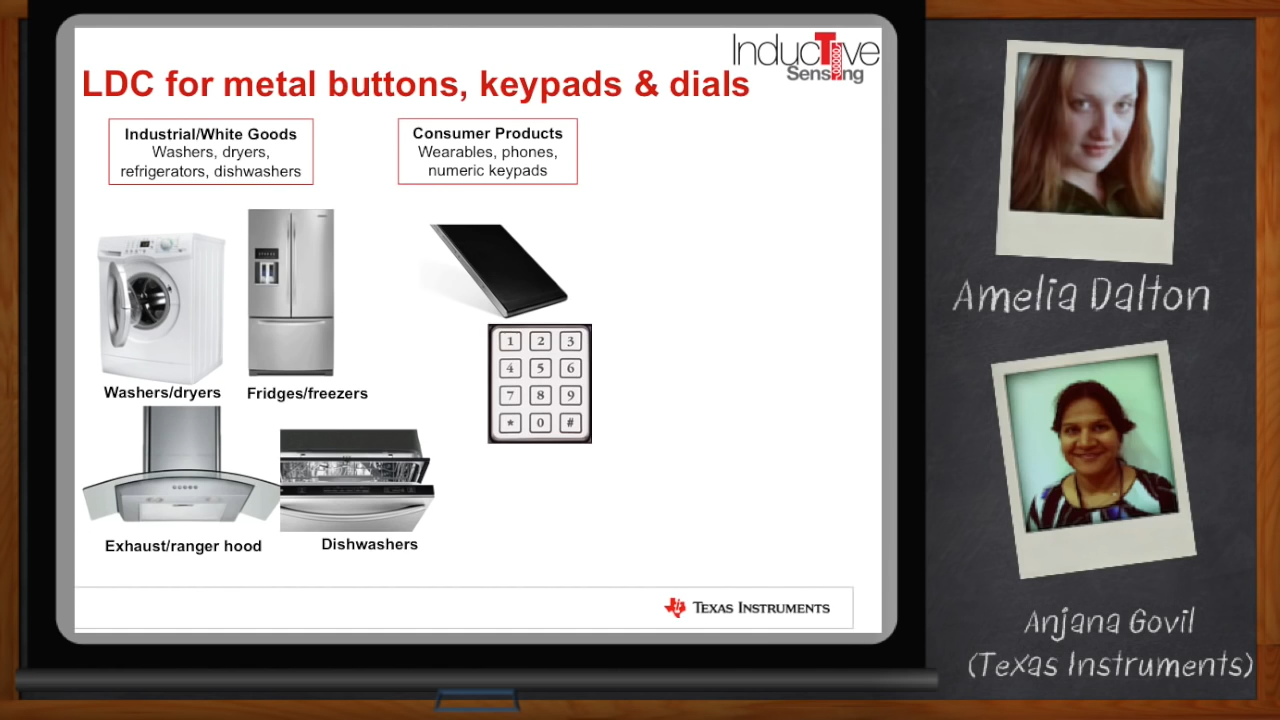 InducTive
Sensing
LDC for metal buttons, keypads & dials
Industrial/White Goods
Washers, dryers,
refrigerators, dishwashers
Consumer Products
Wearables, phones,
numeric keypads
1 2 3
4 5 6
7 8 9
* 0 #
Washers/dryers
Fridges/freezers
Exhaust/ranger hood
Dishwashers
TEXAS INSTRUMENTS
Amelia Dalton
Anjana Govil
(Texas Instruments)